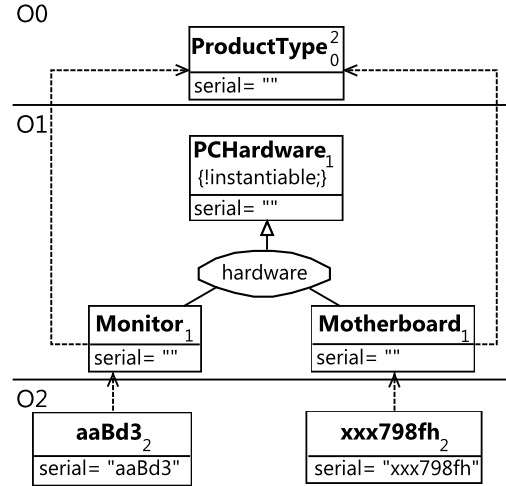 O0
ProductType 2 0
serial= ""
O1
PCHardware 1
{!instantiable;}
serial= ""
hardware
Monitor 1
serial= ""
Motherboard 1
serial= ""
O2
aaBd3 2
serial= "aaBd3"
xxx798fh 2
serial= "xxx798fh"